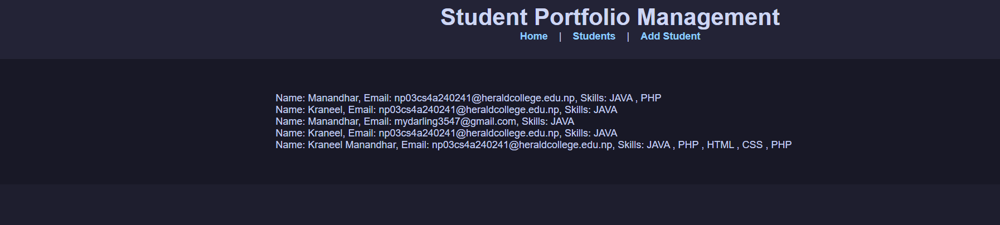 Student Portfolio Management
Home | Students | Add Student
Name: Manandhar, Email: np03cs4a240241@heraldcollege.edu.np, Skills: JAVA , PHP
Name: Kraneel, Email: np03cs4a240241@heraldcollege.edu.np, Skills: JAVA
Name: Manandhar, Email: mydarling3547@gmail.com, Skills: JAVA
Name: Kraneel, Email: np03cs4a240241@heraldcollege.edu.np, Skills: JAVA
Name: Kraneel Manandhar, Email: np03cs4a240241@heraldcollege.edu.np, Skills: JAVA , PHP , HTML , CSS , PHP